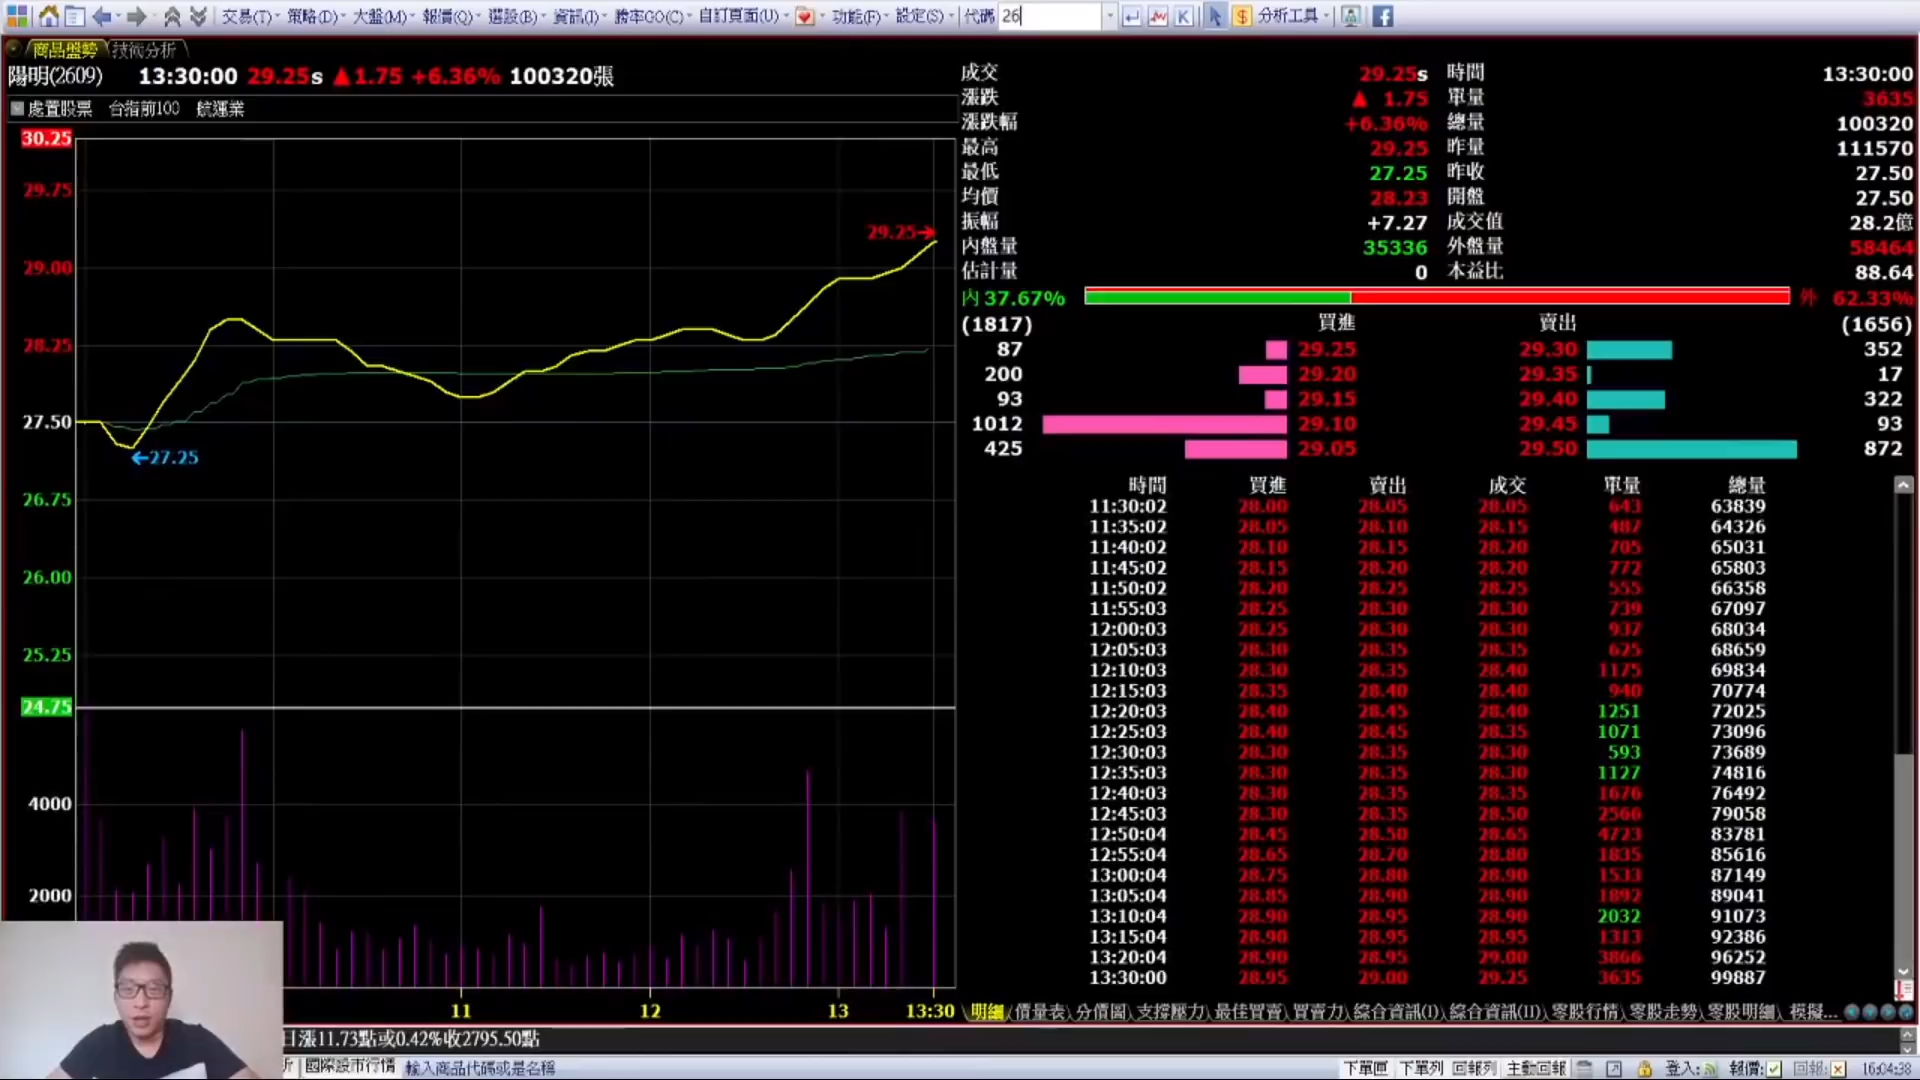 交易(T) 策略(D) 大盤(M) 報價(Q) 選股(B) 資訊(I) 勝率GO(C) 自訂頁面(U) 功能(F) 設定(S) 代碼 26 K $ 分析工具
商品盤勢 技術分析
陽明(2609) 13:30:00 29.25s ▲1.75 +6.36% 100320張
處置股票 台指前100 航運業
30.25
29.75
29.00
28.25
27.50
26.75
26.00
25.25
24.75
4000
2000
29.25→
←27.25
11 12 13 13:30
成交 29.25s 時間 13:30:00
漲跌 ▲ 1.75 單量 3635
漲跌幅 +6.36% 總量 100320
最高 29.25 昨量 111570
最低 27.25 昨收 27.50
均價 28.23 開盤 27.50
振幅 +7.27 成交值 28.2億
內盤量 35336 外盤量 58464
估計量 0 本益比 88.64
內 37.67% 外 62.33%
(1817) 買進 賣出 (1656)
87 29.25 29.30 352
200 29.20 29.35 17
93 29.15 29.40 322
1012 29.10 29.45 93
425 29.05 29.50 872
時間 買進 賣出 成交 單量 總量
11:30:02 28.00 28.05 28.05 643 63839
11:35:02 28.05 28.10 28.15 487 64326
11:40:02 28.10 28.15 28.20 705 65031
11:45:02 28.15 28.20 28.20 772 65803
11:50:02 28.20 28.25 28.25 555 66358
11:55:03 28.25 28.30 28.30 739 67097
12:00:03 28.25 28.30 28.30 937 68034
12:05:03 28.30 28.35 28.35 625 68659
12:10:03 28.30 28.35 28.40 1175 69834
12:15:03 28.35 28.40 28.40 940 70774
12:20:03 28.40 28.45 28.40 1251 72025
12:25:03 28.40 28.45 28.35 1071 73096
12:30:03 28.30 28.35 28.30 593 73689
12:35:03 28.30 28.35 28.30 1127 74816
12:40:03 28.30 28.35 28.35 1676 76492
12:45:03 28.30 28.35 28.50 2566 79058
12:50:04 28.45 28.50 28.65 4723 83781
12:55:04 28.65 28.70 28.80 1835 85616
13:00:04 28.75 28.80 28.90 1533 87149
13:05:04 28.85 28.90 28.90 1892 89041
13:10:04 28.90 28.95 28.90 2032 91073
13:15:04 28.90 28.95 28.95 1313 92386
13:20:04 28.90 28.95 29.00 3866 96252
13:30:00 28.95 29.00 29.25 3635 99887
明細 價量表 分價圖 支撐壓力 最佳買賣 買賣力 綜合資訊(I) 綜合資訊(II) 零股行情 零股走勢 零股明細 模擬...
日漲11.73點或0.42%收2795.50點
析 國際股市行情 輸入商品代碼或是名稱 下單匣 下單列 回報列 主動回報 登入: 報價: 回報: 16:04:38